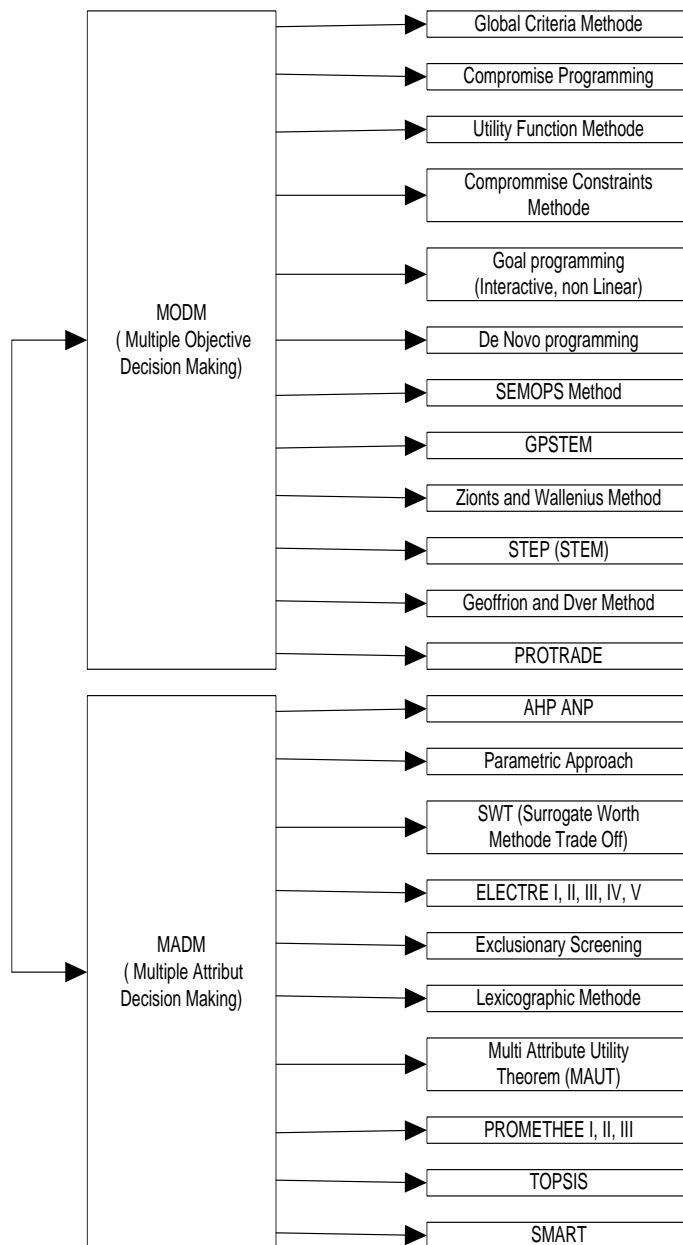 MODM
( Multiple Objective
Decision Making)
Global Criteria Methode
Compromise Programming
Utility Function Methode
Comprommise Constraints
Methode
Goal programming
(Interactive, non Linear)
De Novo programming
SEMOPS Method
GPSTEM
Zionts and Wallenius Method
STEP (STEM)
Geoffrion and Dver Method
PROTRADE
MADM
( Multiple Attribut
Decision Making)
AHP ANP
Parametric Approach
SWT (Surrogate Worth
Methode Trade Off)
ELECTRE I, II, III, IV, V
Exclusionary Screening
Lexicographic Methode
Multi Attribute Utility
Theorem (MAUT)
PROMETHEE I, II, III
TOPSIS
SMART